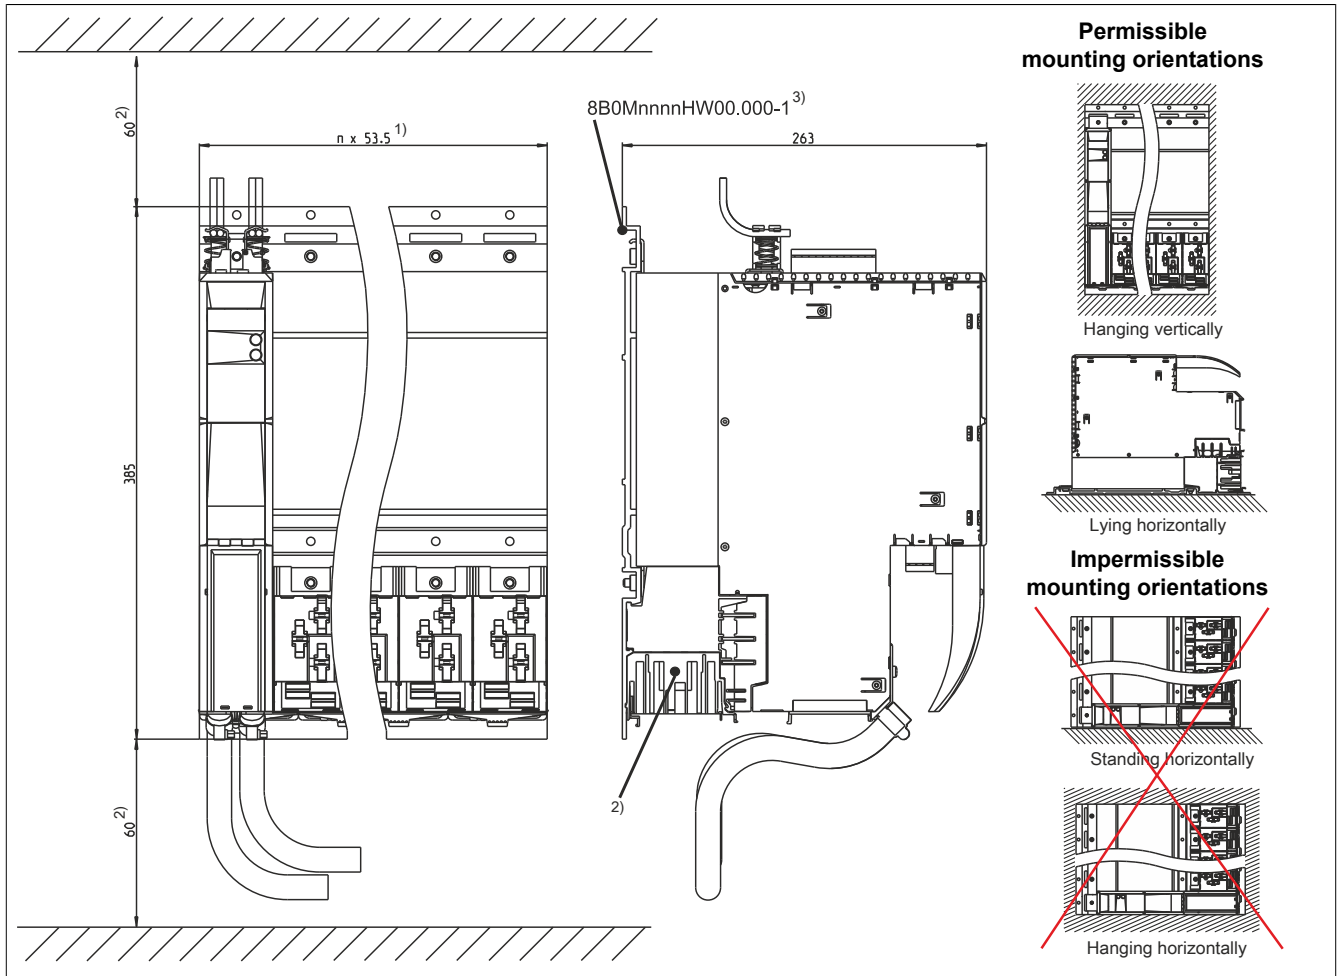 60 2)
n x 53.5 1)
385
60 2)
8B0MnnnnHW00.000-1 3)
263
2)
Permissible
mounting orientations
Hanging vertically
Lying horizontally
Impermissible
mounting orientations
Standing horizontally
Hanging horizontally